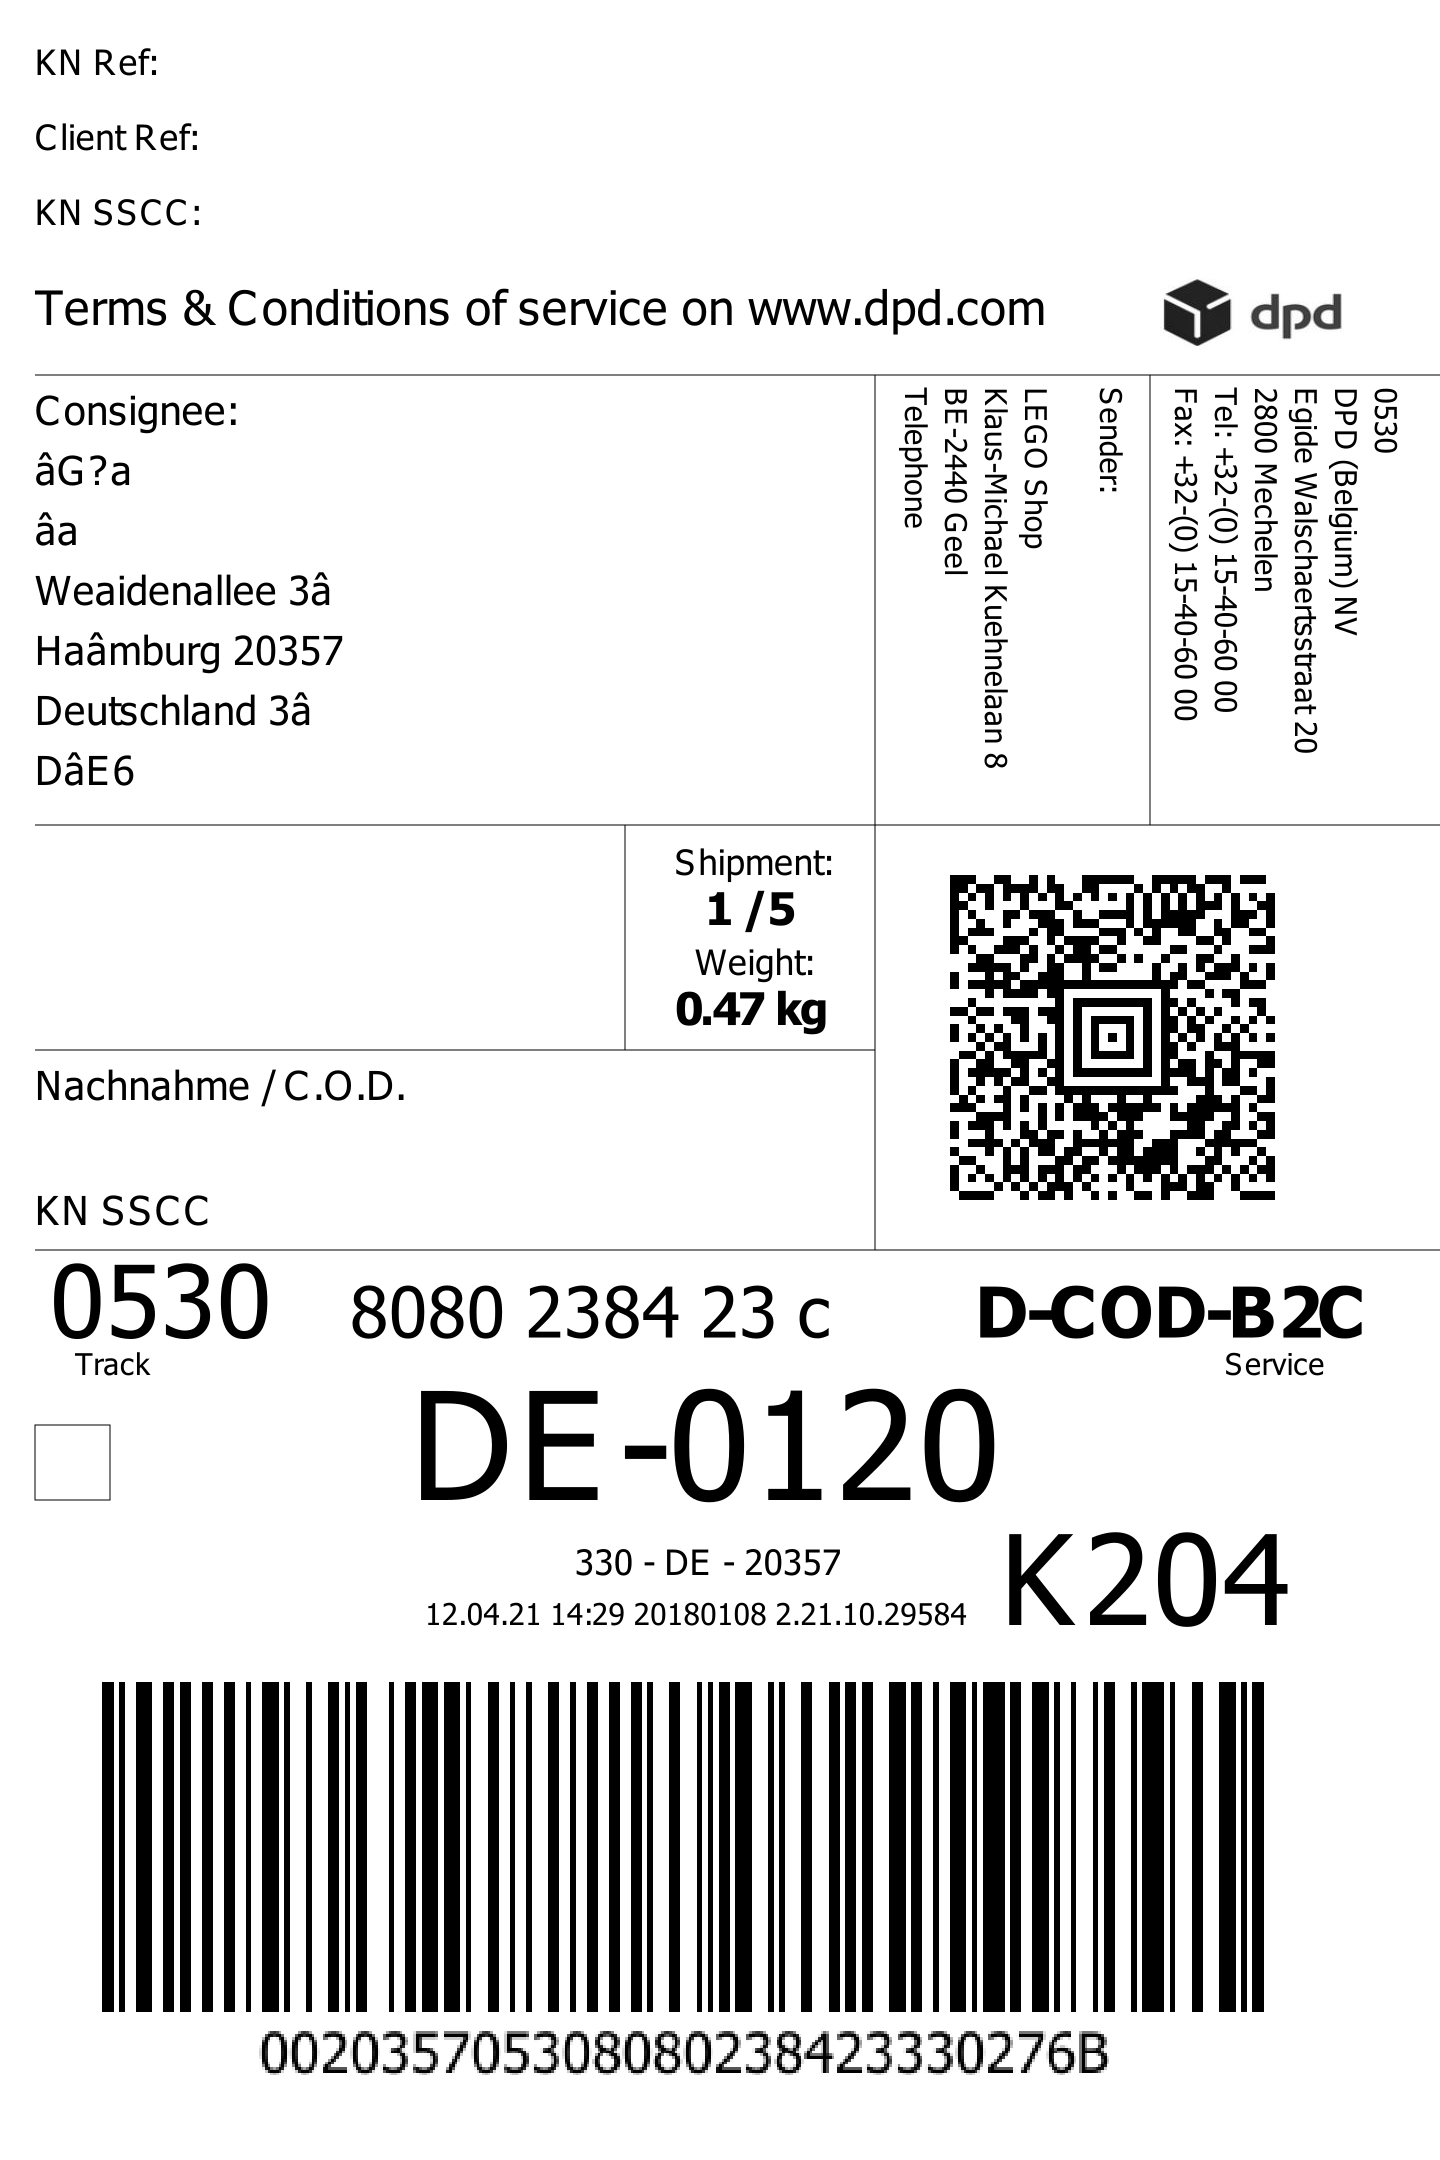 KN Ref:
Client Ref:
KN SSCC:
Terms & Conditions of service on www.dpd.com
dpd
Consignee:
âG?a
âa
Weaidenallee 3â
Haâmburg 20357
Deutschland 3â
DâE6
Sender:
LEGO Shop
Klaus-Michael Kuehnelaan 8
BE-2440 Geel
Telephone
0530
DPD (Belgium) NV
Egide Walschaertsstraat 20
2800 Mechelen
Tel: +32-(0) 15-40-60 00
Fax: +32-(0) 15-40-60 00
Shipment:
1 /5
Weight:
0.47 kg
Nachnahme / C.O.D.
KN SSCC
0530 8080 2384 23 c D-COD-B2C
Track Service
DE-0120
330 - DE - 20357
K204
12.04.21 14:29 20180108 2.21.10.29584
002035705308080238423330276B